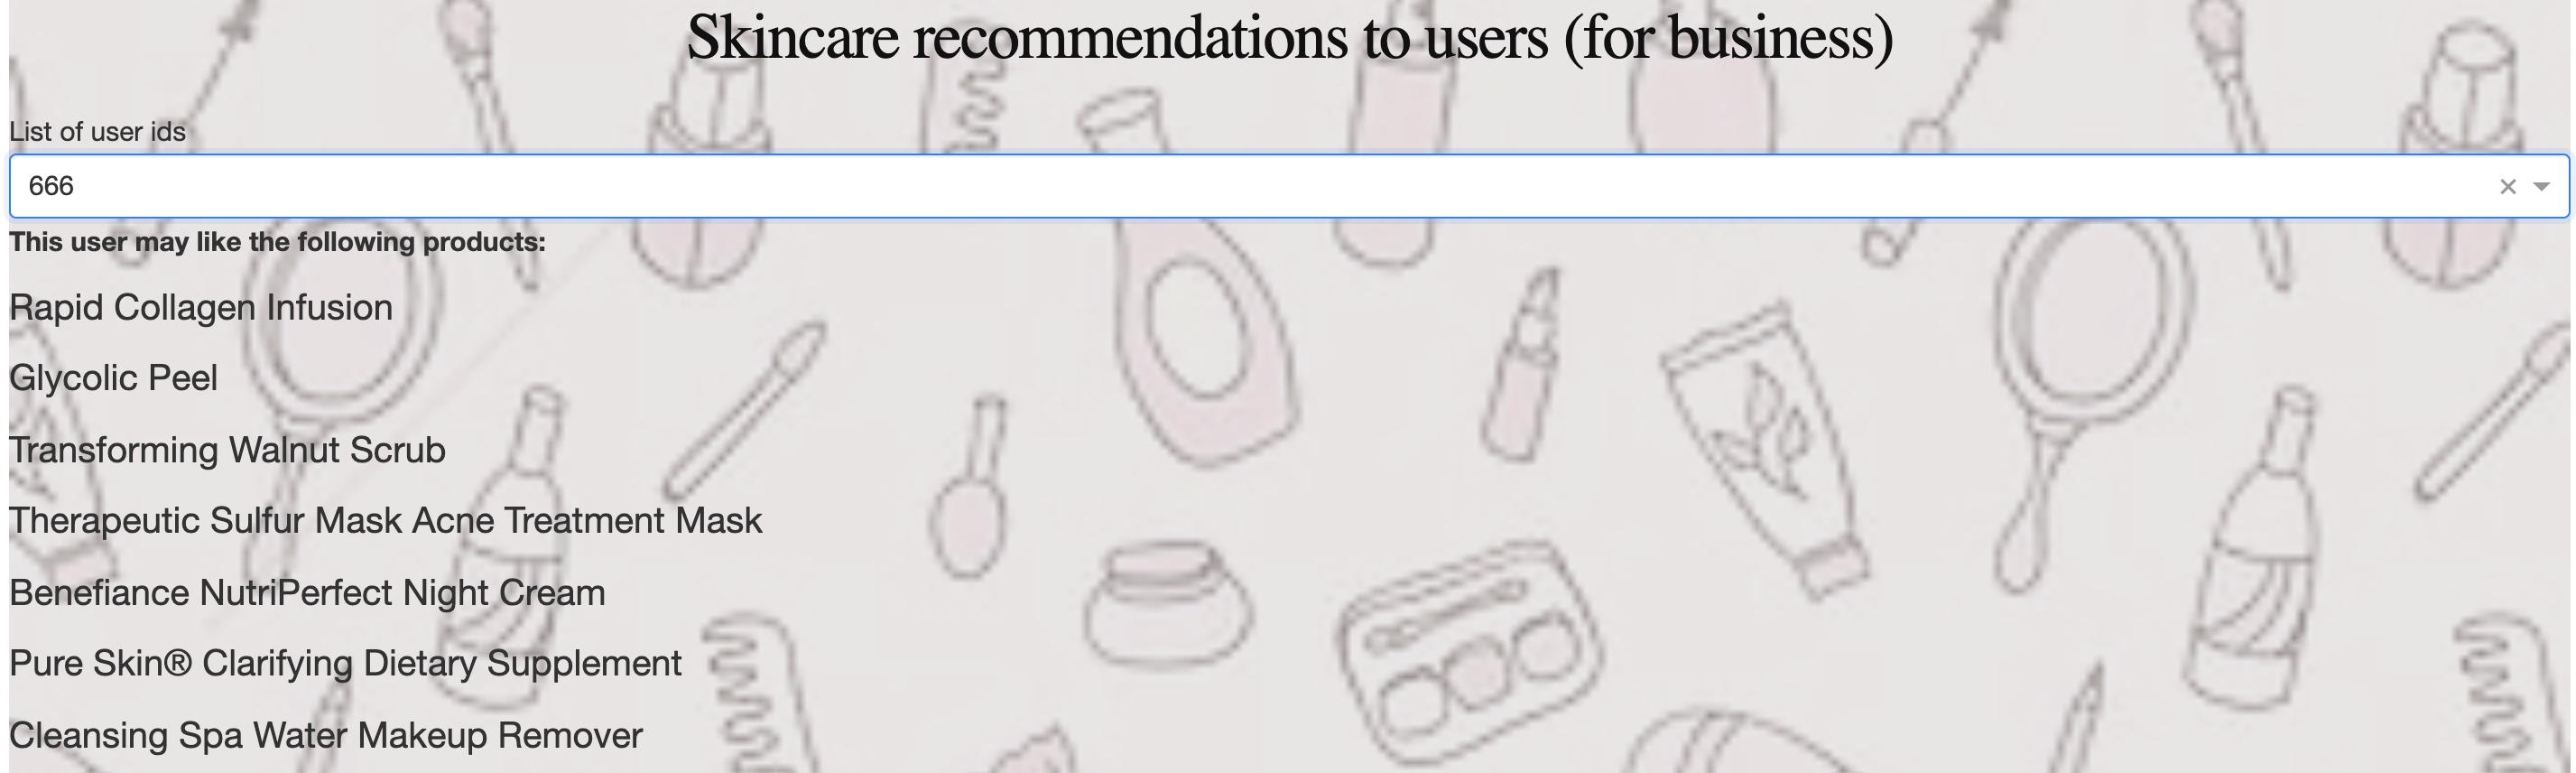 Skincare recommendations to users (for business)
List of user ids
666
This user may like the following products:
Rapid Collagen Infusion
Glycolic Peel
Transforming Walnut Scrub
Therapeutic Sulfur Mask Acne Treatment Mask
Benefiance NutriPerfect Night Cream
Pure Skin® Clarifying Dietary Supplement
Cleansing Spa Water Makeup Remover